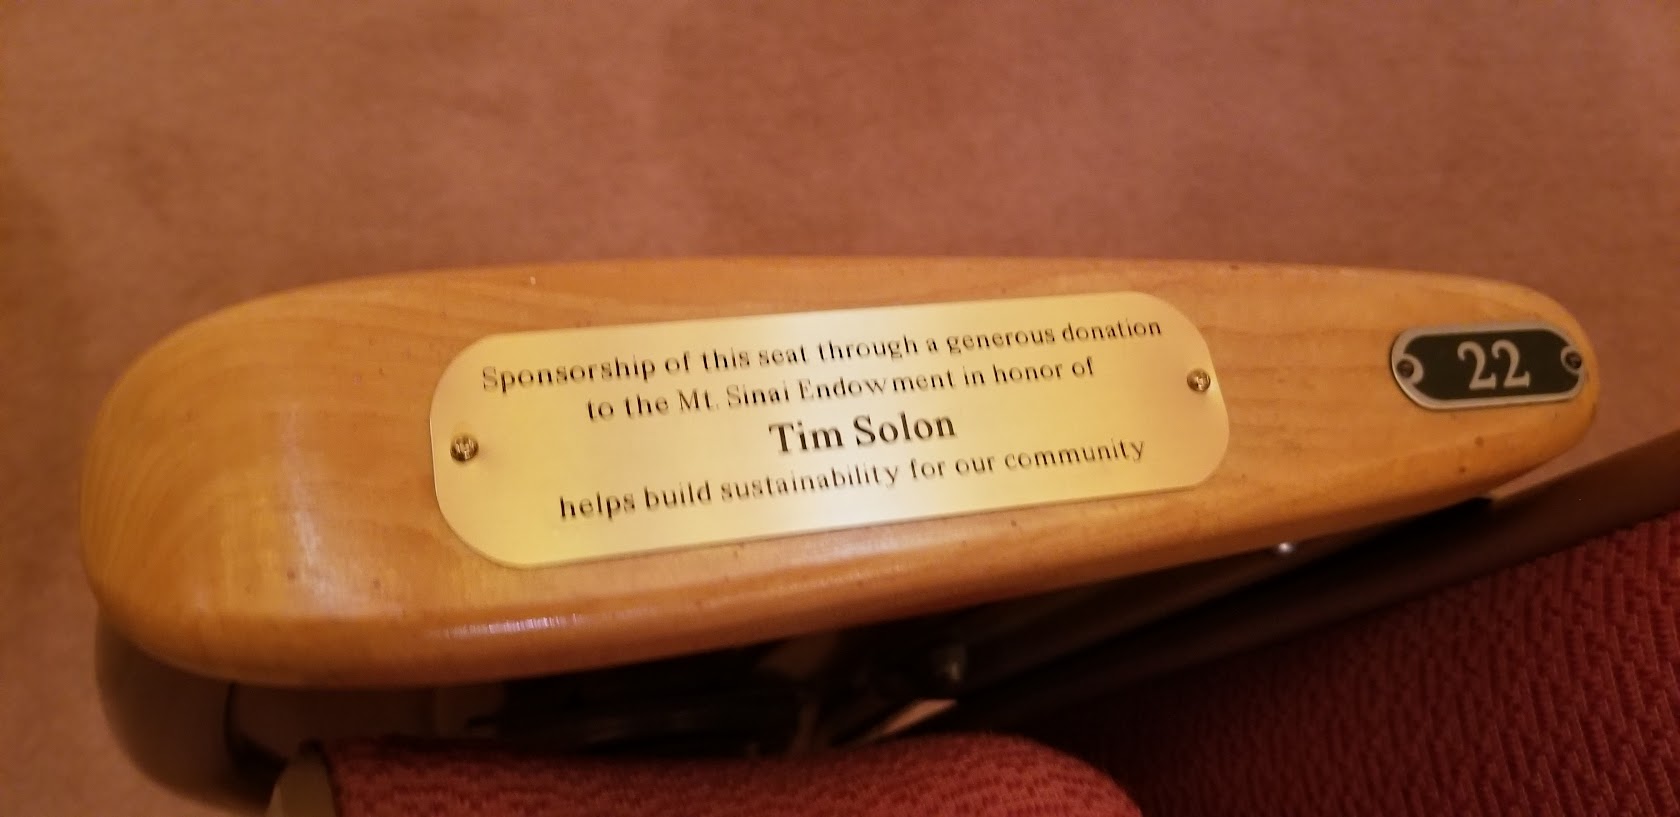 Sponsorship of this seat through a generous donation
to the Mt. Sinai Endowment in honor of
Tim Solon
helps build sustainability for our community
22